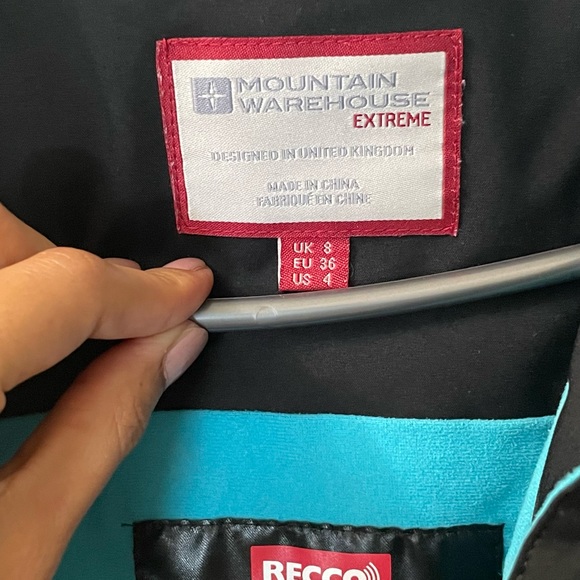 MOUNTAIN
WAREHOUSE
EXTREME
DESIGNED IN UNITED KINGDOM
MADE IN CHINA
FABRIQUÉ EN CHINE
UK 8
EU 36
US 4
RECCO